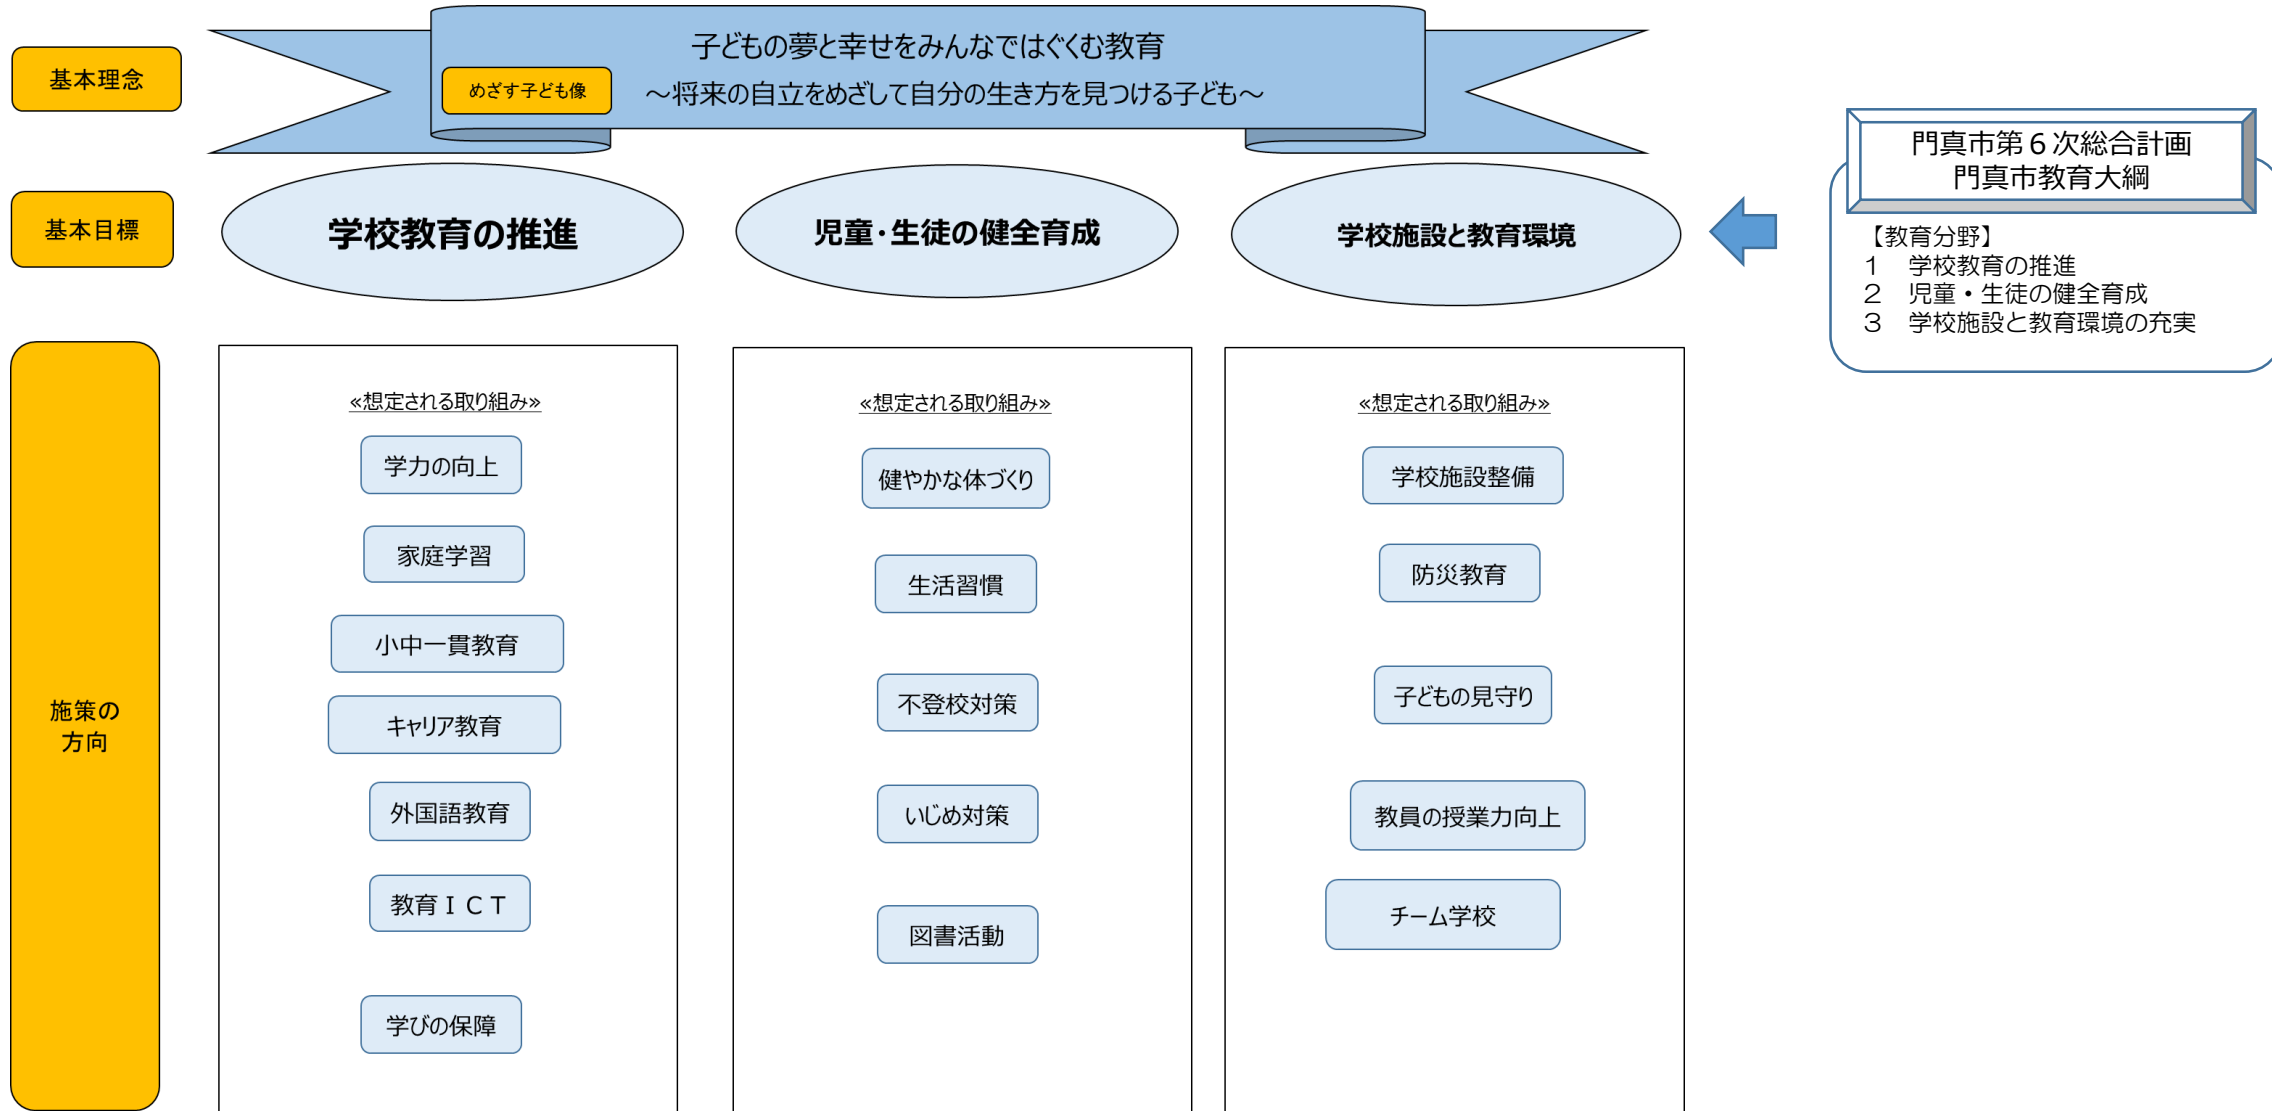 基本理念
子どもの夢と幸せをみんなではぐくむ教育
めざす子ども像
～将来の自立をめざして自分の生き方を見つける子ども～
基本目標
学校教育の推進
児童・生徒の健全育成
学校施設と教育環境
門真市第６次総合計画
門真市教育大綱
【教育分野】
１　学校教育の推進
２　児童・生徒の健全育成
３　学校施設と教育環境の充実
施策の
方向
≪想定される取り組み≫
学力の向上
家庭学習
小中一貫教育
キャリア教育
外国語教育
教育ＩＣＴ
学びの保障
≪想定される取り組み≫
健やかな体づくり
生活習慣
不登校対策
いじめ対策
図書活動
≪想定される取り組み≫
学校施設整備
防災教育
子どもの見守り
教員の授業力向上
チーム学校